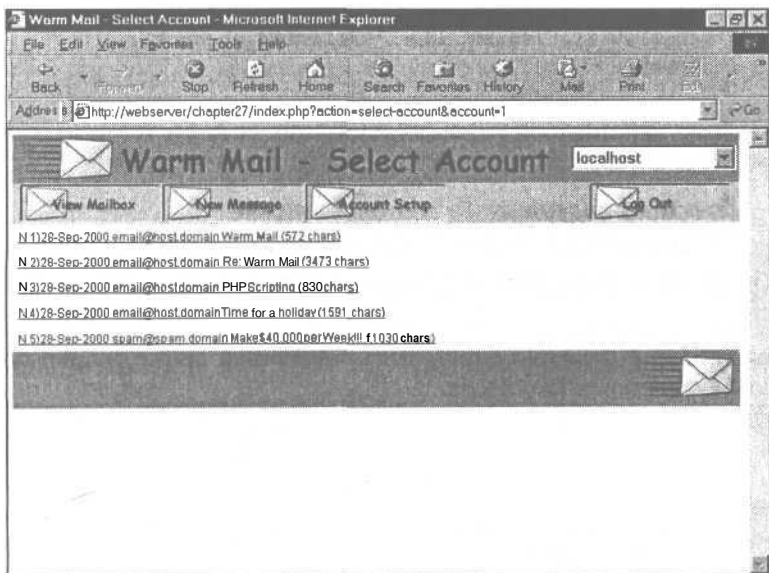 Warm Mail - Select Account - Microsoft Internet Explorer
File Edit View Favorites Tools Help
Back Forward Stop Refresh Home Search Favorites History Mail Print Edit »
Address http://webserver/chapter27/index.php?action=select-account&account=1 Go
Warm Mail - Select Account localhost
View Mailbox New Message Account Setup Log Out
N 1)28-Sep-2000 email@host.domain Warm Mail (572 chars)
N 2)28-Sep-2000 email@host.domain Re: Warm Mail (3473 chars)
N 3)28-Sep-2000 email@host.domain PHP Scripting (830 chars)
N 4)28-Sep-2000 email@host.domain Time for a holiday (1591 chars)
N 5)28-Sep-2000 spam@spam.domain Make $40,000 per Week!!! f1030 chars)